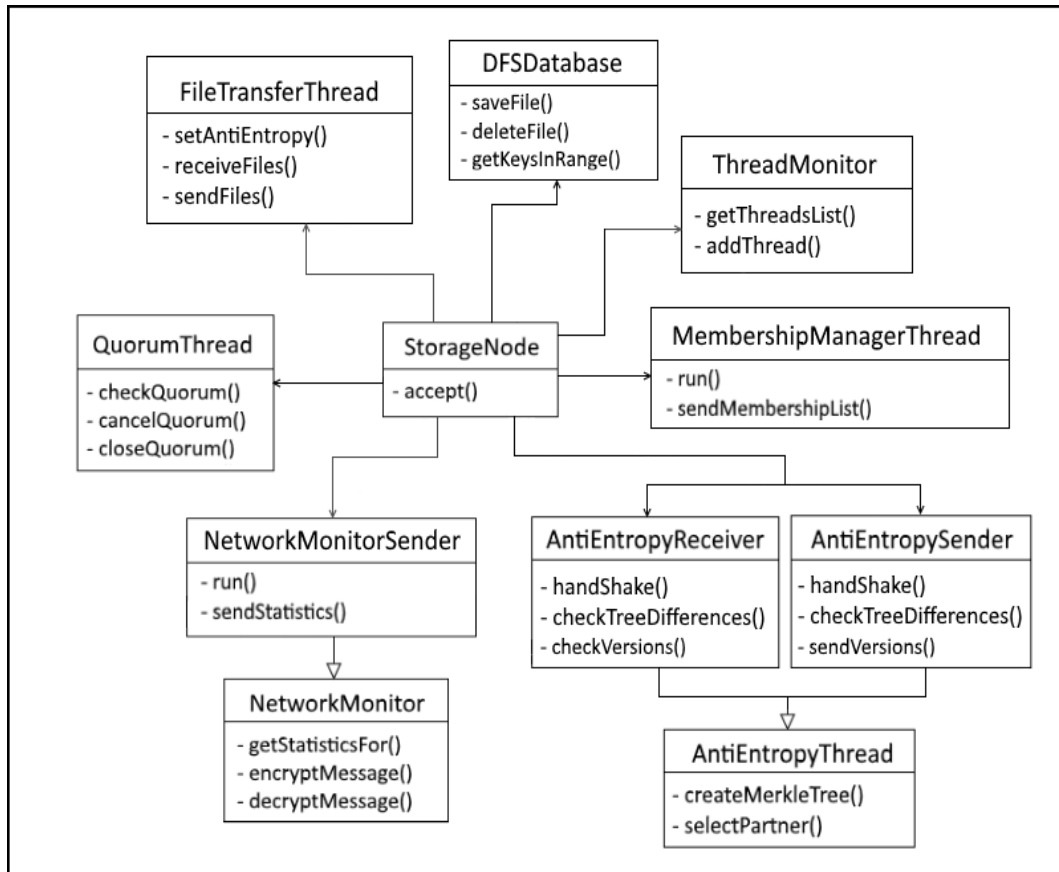 FileTransferThread
- setAntiEntropy()
- receiveFiles()
- sendFiles()
DFSDatabase
- saveFile()
- deleteFile()
- getKeysInRange()
ThreadMonitor
- getThreadsList()
- addThread()
QuorumThread
- checkQuorum()
- cancelQuorum()
- closeQuorum()
StorageNode
- accept()
MembershipManagerThread
- run()
- sendMembershipList()
NetworkMonitorSender
- run()
- sendStatistics()
AntiEntropyReceiver
- handShake()
- checkTreeDifferences()
- checkVersions()
AntiEntropySender
- handShake()
- checkTreeDifferences()
- sendVersions()
NetworkMonitor
- getStatisticsFor()
- encryptMessage()
- decryptMessage()
AntiEntropyThread
- createMerkleTree()
- selectPartner()